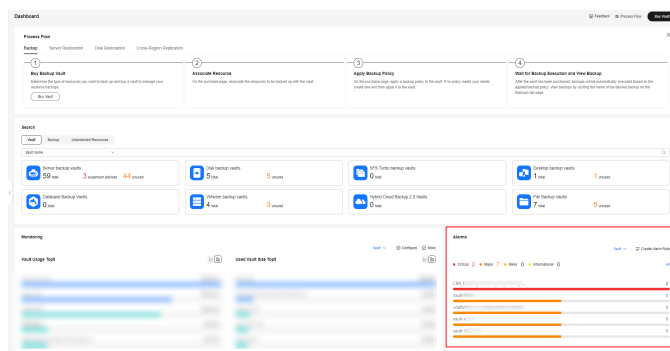 Dashboard
Feedback
Process Flow
Buy Vault
Process Flow
Backup
Server Restoration
Disk Restoration
Cross-Region Replication
1
2
3
4
Buy Backup Vault
Determine the type of resources you want to back up and buy a vault to manage your resource backups.
Buy Vault
Associate Resource
On the purchase page, associate the resources to be backed up with the vault.
Apply Backup Policy
On the purchase page, apply a backup policy to the vault. If no policy meets your needs, create one and then apply it to the vault.
Wait for Backup Execution and View Backup
After the vault has been purchased, backups will be automatically executed based on the applied backup policy. View backups by clicking the name of the desired backup on the Backups tab page.
Search
Vault
Backup
Unprotected Resources
Vault name
Server backup vaults
59 total
3 expansion advised
44 unused
Disk backup vaults
5 total
5 unused
SFS Turbo backup vaults
0 total
Desktop backup vaults
1 total
1 unused
Database Backup Vaults
0 total
VMware backup vaults
4 total
3 unused
Hybrid Cloud Backup 2.0 Vaults
0 total
File Backup Vaults
7 total
5 unused
Monitoring
Vault
Configure
More
Vault Usage Top5
Used Vault Size Top5
Alarms
Vault
Create Alarm Rule
Critical 2
Major 7
Minor 0
Informational 0
2
vault
1
1
vault
1
vault
1